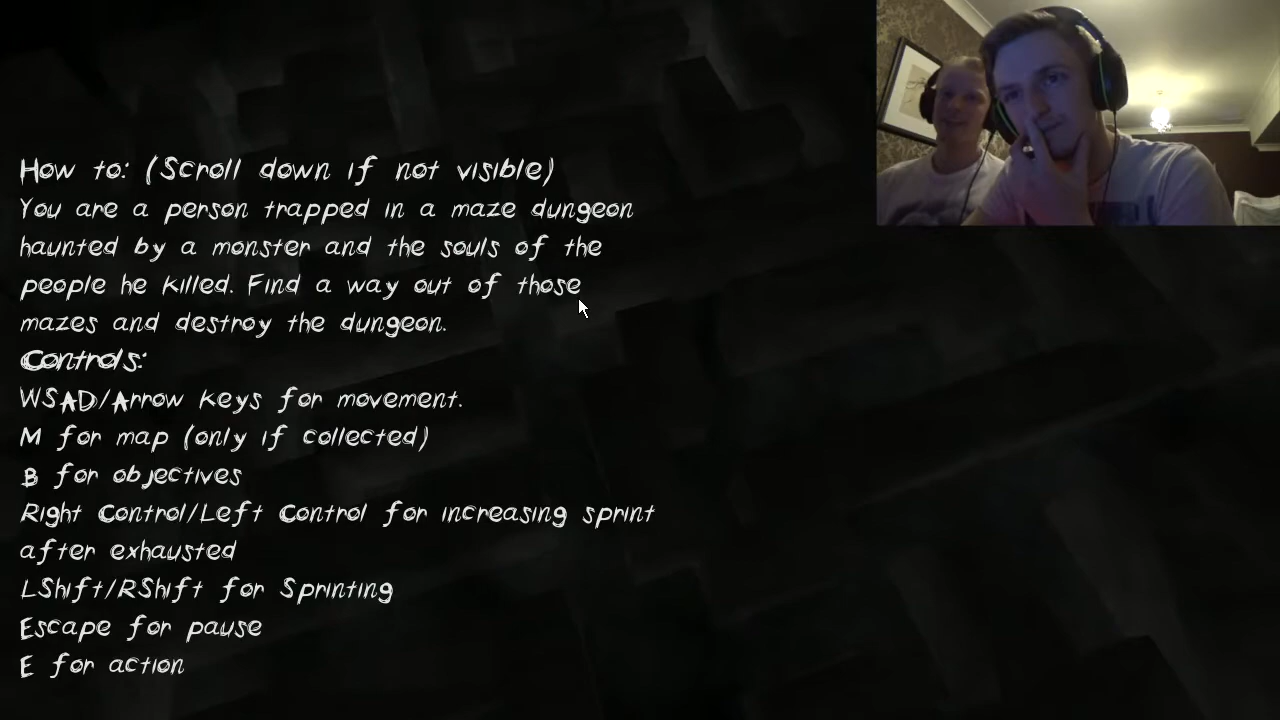 How to: (Scroll down if not visible)
You are a person trapped in a maze dungeon
haunted by a monster and the souls of the
people he killed. Find a way out of those
mazes and destroy the dungeon.
Controls:
WSAD/Arrow keys for movement.
M for map (only if collected)
B for objectives
Right Control/Left Control for increasing sprint
after exhausted
LShift/RShift for Sprinting
Escape for pause
E for action